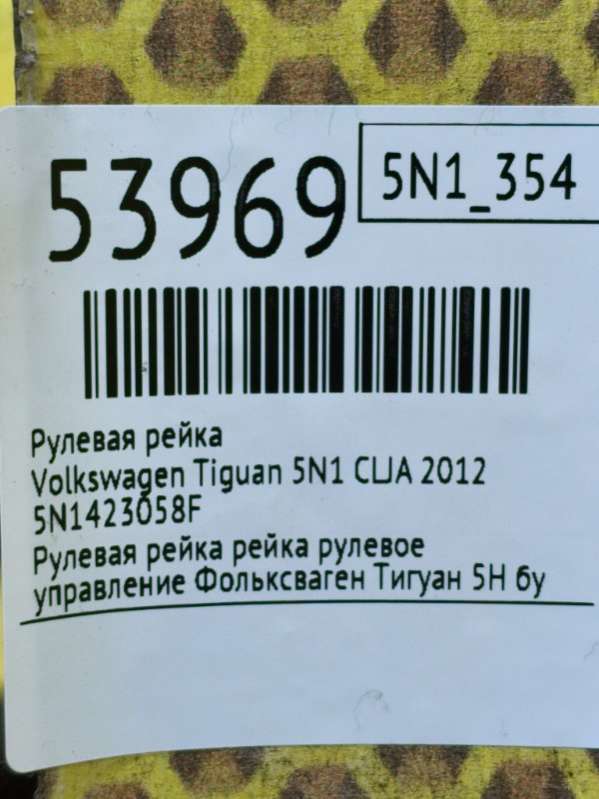 53969
5N1_354
Рулевая рейка
Volkswagen Tiguan 5N1 CLJA 2012
5N1423058F
Рулевая рейка рейка рулевое
управление Фольксваген Тигуан 5Н бу